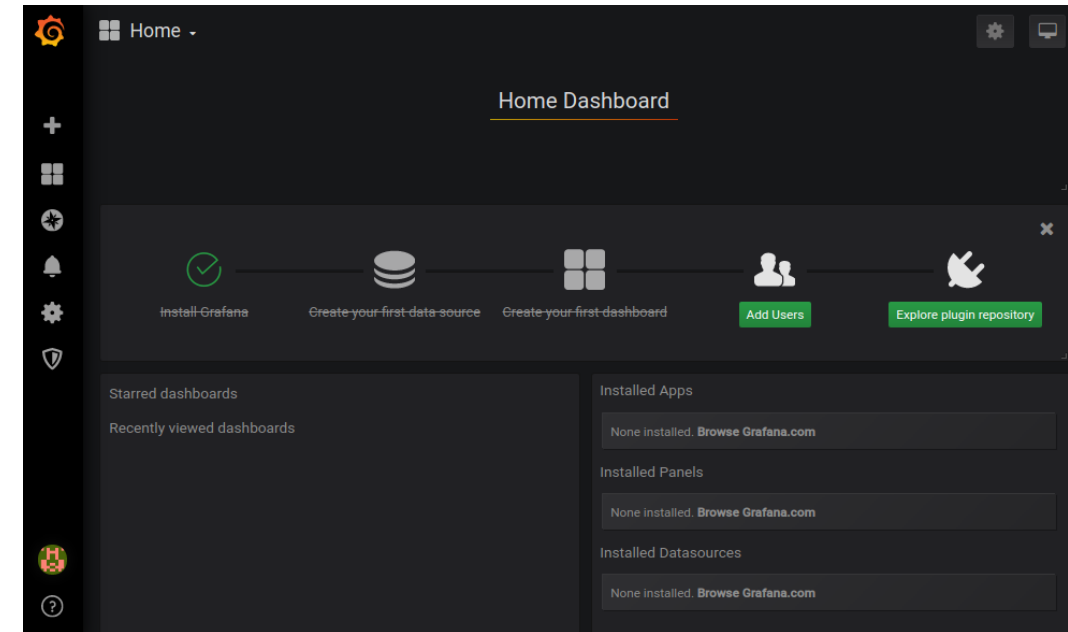 Home
Home Dashboard
Install Grafana
Create your first data source
Create your first dashboard
Add Users
Explore plugin repository
Starred dashboards
Recently viewed dashboards
Installed Apps
None installed. Browse Grafana.com
Installed Panels
None installed. Browse Grafana.com
Installed Datasources
None installed. Browse Grafana.com